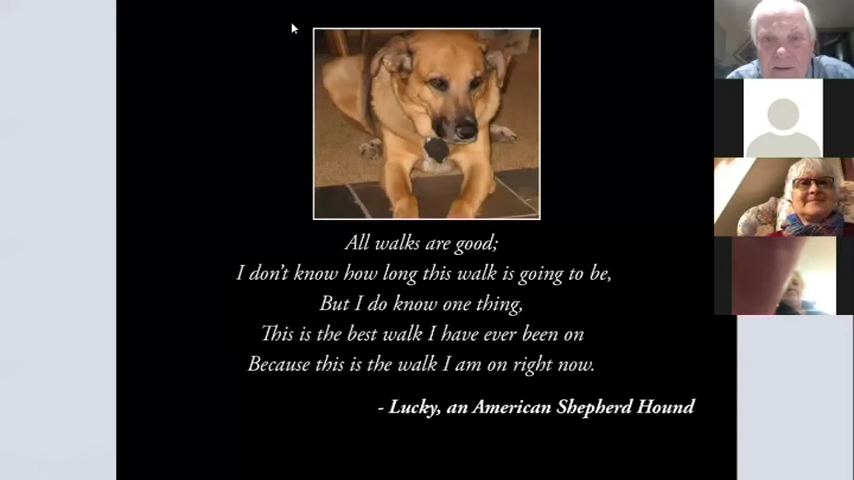 All walks are good;
I don't know how long this walk is going to be,
But I do know one thing,
This is the best walk I have ever been on
Because this is the walk I am on right now.
- Lucky, an American Shepherd Hound